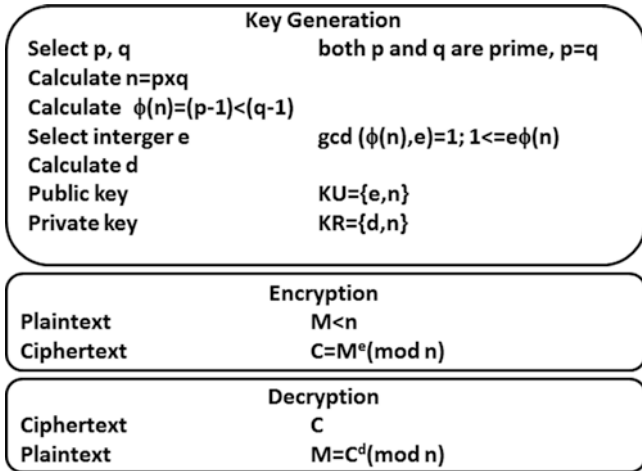 Key Generation
Select p, q both p and q are prime, p=q
Calculate n=pxq
Calculate ϕ(n)=(p-1)<(q-1)
Select interger e gcd (ϕ(n),e)=1; 1<=eϕ(n)
Calculate d
Public key KU={e,n}
Private key KR={d,n}
Encryption
Plaintext M<n
Ciphertext C=Mᵉ(mod n)
Decryption
Ciphertext C
Plaintext M=Cᵈ(mod n)